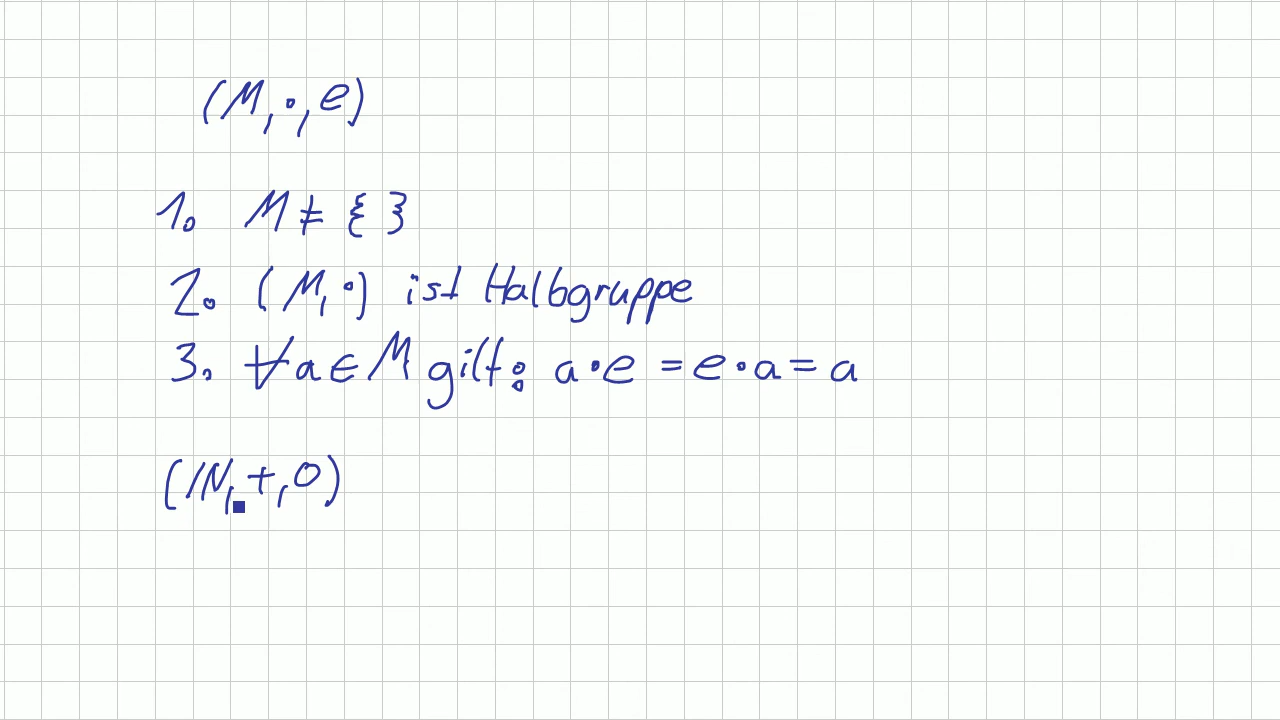 (M,∘,e)
1. M ≠ { }
2. (M,∘) ist Halbgruppe
3. ∀a∈M gilt: a∘e = e∘a = a
(ℕ,+,0)